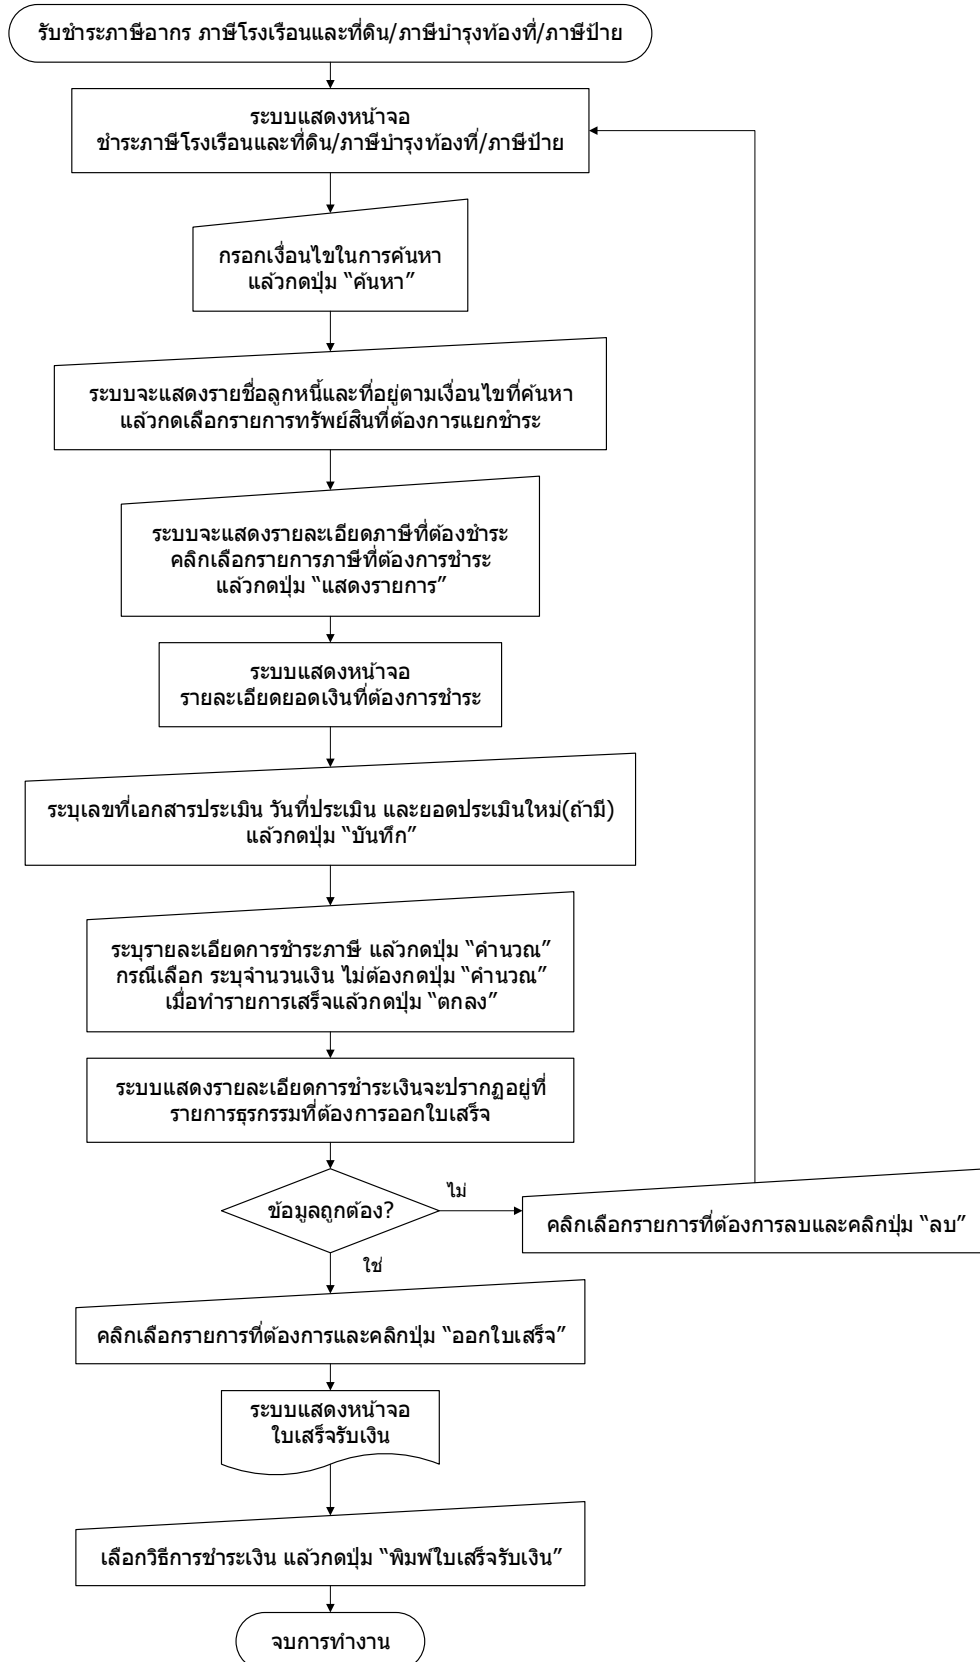 รับชำระภาษีอากร ภาษีโรงเรือนและที่ดิน/ภาษีบำรุงท้องที่/ภาษีป้าย
ระบบแสดงหน้าจอ
ชำระภาษีโรงเรือนและที่ดิน/ภาษีบำรุงท้องที่/ภาษีป้าย
กรอกเงื่อนไขในการค้นหา
แล้วกดปุ่ม “ค้นหา”
ระบบจะแสดงรายชื่อลูกหนี้และที่อยู่ตามเงื่อนไขที่ค้นหา
แล้วกดเลือกรายการทรัพย์สินที่ต้องการแยกชำระ
ระบบจะแสดงรายละเอียดภาษีที่ต้องชำระ
คลิกเลือกรายการภาษีที่ต้องการชำระ
แล้วกดปุ่ม “แสดงรายการ”
ระบบแสดงหน้าจอ
รายละเอียดยอดเงินที่ต้องการชำระ
ระบุเลขที่เอกสารประเมิน วันที่ประเมิน และยอดประเมินใหม่(ถ้ามี)
แล้วกดปุ่ม “บันทึก”
ระบุรายละเอียดการชำระภาษี แล้วกดปุ่ม “คำนวณ”
กรณีเลือก ระบุจำนวนเงิน ไม่ต้องกดปุ่ม “คำนวณ”
เมื่อทำรายการเสร็จแล้วกดปุ่ม “ตกลง”
ระบบแสดงรายละเอียดการชำระเงินจะปรากฏอยู่ที่
รายการธุรกรรมที่ต้องการออกใบเสร็จ
ข้อมูลถูกต้อง?
ไม่
คลิกเลือกรายการที่ต้องการลบและคลิกปุ่ม “ลบ”
ใช่
คลิกเลือกรายการที่ต้องการและคลิกปุ่ม “ออกใบเสร็จ”
ระบบแสดงหน้าจอ
ใบเสร็จรับเงิน
เลือกวิธีการชำระเงิน แล้วกดปุ่ม “พิมพ์ใบเสร็จรับเงิน”
จบการทำงาน